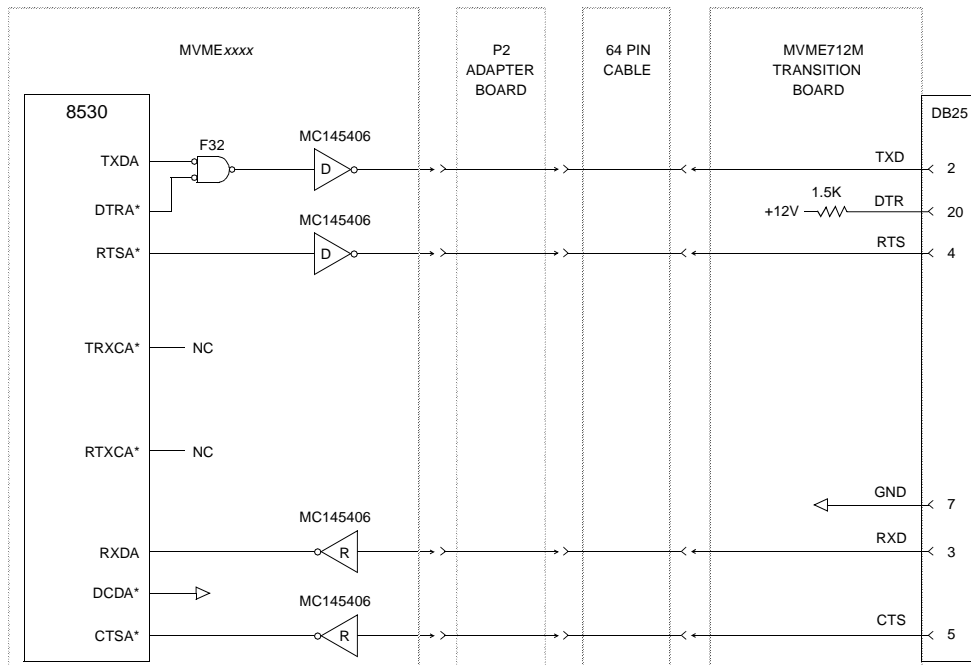 MVMExxxx
P2
ADAPTER
BOARD
64 PIN
CABLE
MVME712M
TRANSITION
BOARD
8530
DB25
F32
MC145406
TXDA
D
TXD
2
1.5K
DTRA*
+12V
DTR
20
MC145406
RTSA*
D
RTS
4
TRXCA*
NC
RTXCA*
NC
GND
7
MC145406
RXDA
R
RXD
3
DCDA*
MC145406
CTSA*
R
CTS
5